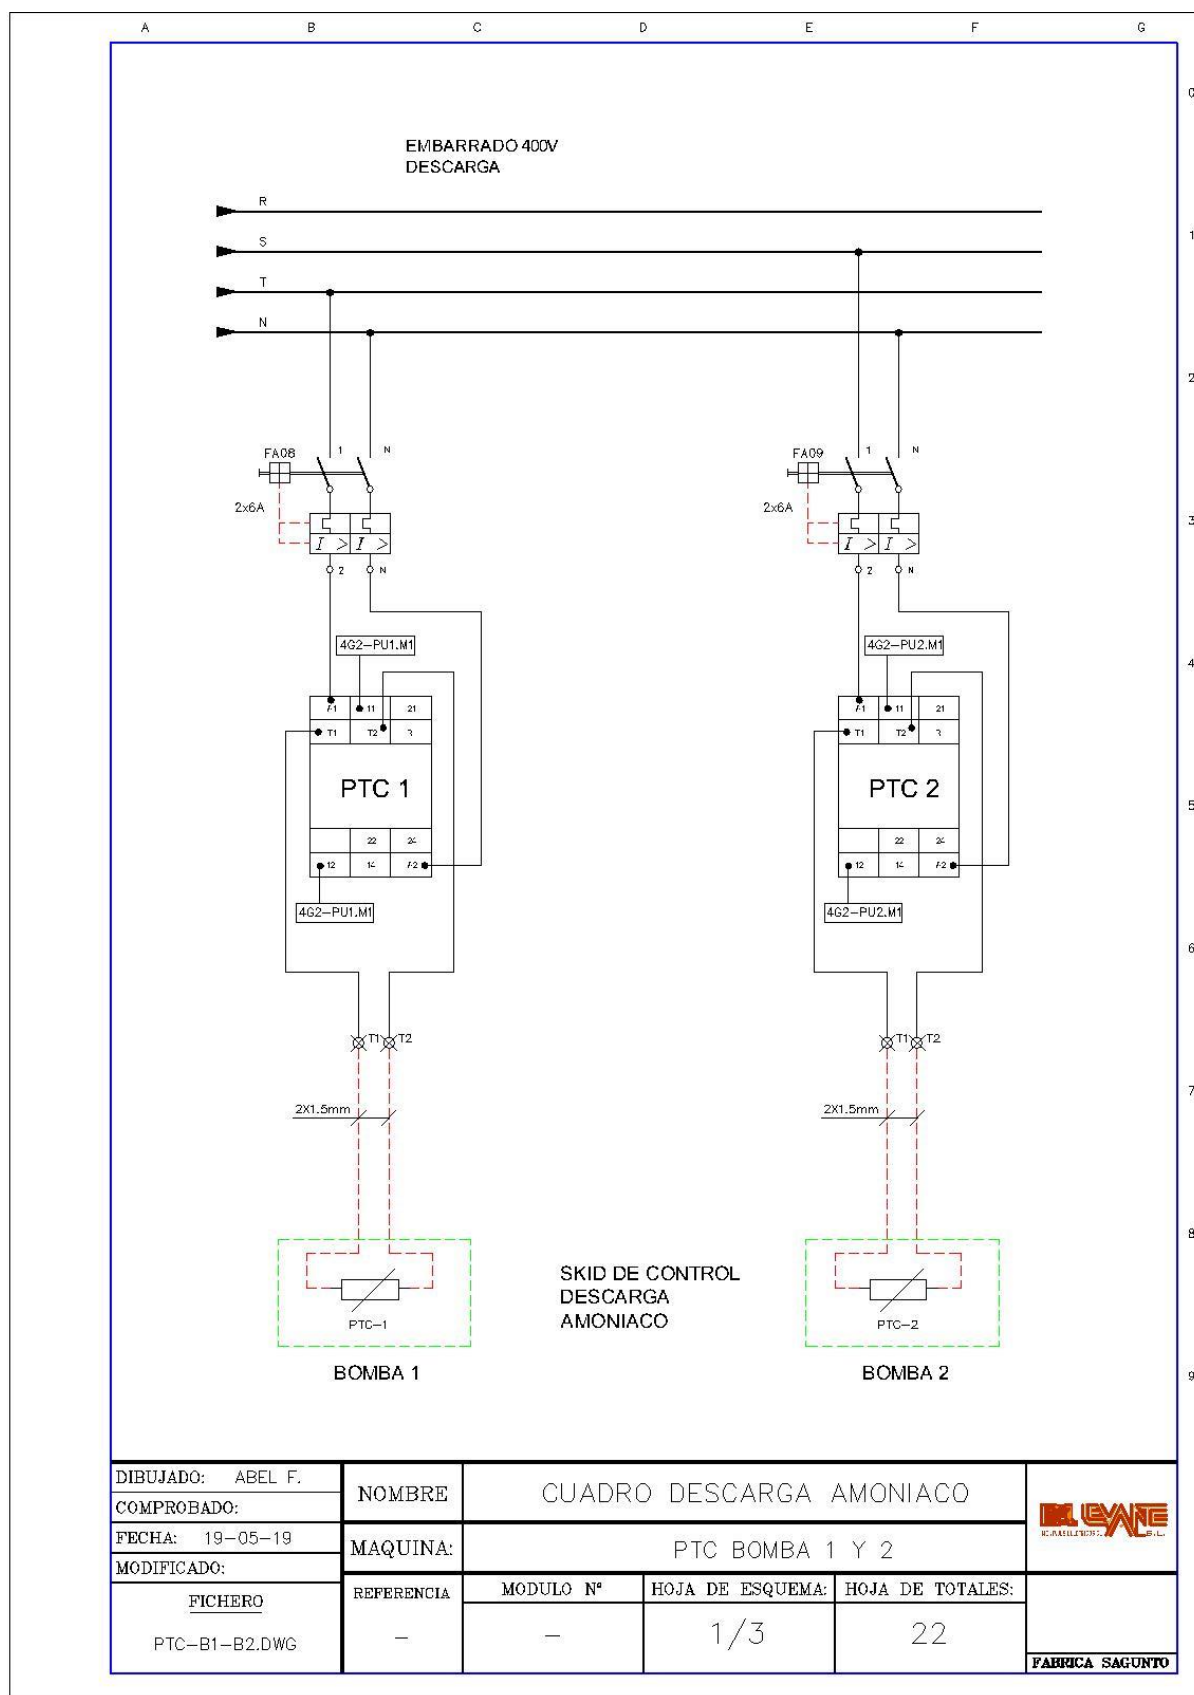 A B C D E F G
0
EMBARRADO 400V
DESCARGA
R
S
1
T
N
2
FA08 1 N
FA09 1 N
2x6A
2x6A
3
I > I >
I > I >
2 N
2 N
4G2-PU1.M1
4G2-PU2.M1
4
A1 11 21
A1 11 21
T1 T2
T1 T2
PTC 1
PTC 2
5
22 24
22 24
12 14 A2
12 14 A2
4G2-PU1.M1
4G2-PU2.M1
6
T1 T2
T1 T2
7
2X1.5mm
2X1.5mm
8
SKID DE CONTROL
DESCARGA
AMONIACO
PTC-1
PTC-2
BOMBA 1
BOMBA 2
9
DIBUJADO: ABEL F.
COMPROBADO:
FECHA: 19-05-19
MODIFICADO:
FICHERO
PTC-B1-B2.DWG
NOMBRE
CUADRO DESCARGA AMONIACO
MAQUINA:
PTC BOMBA 1 Y 2
REFERENCIA
-
MODULO Nº
-
HOJA DE ESQUEMA:
1/3
HOJA DE TOTALES:
22
LEVANTE
S.L.
FABRICA SAGUNTO